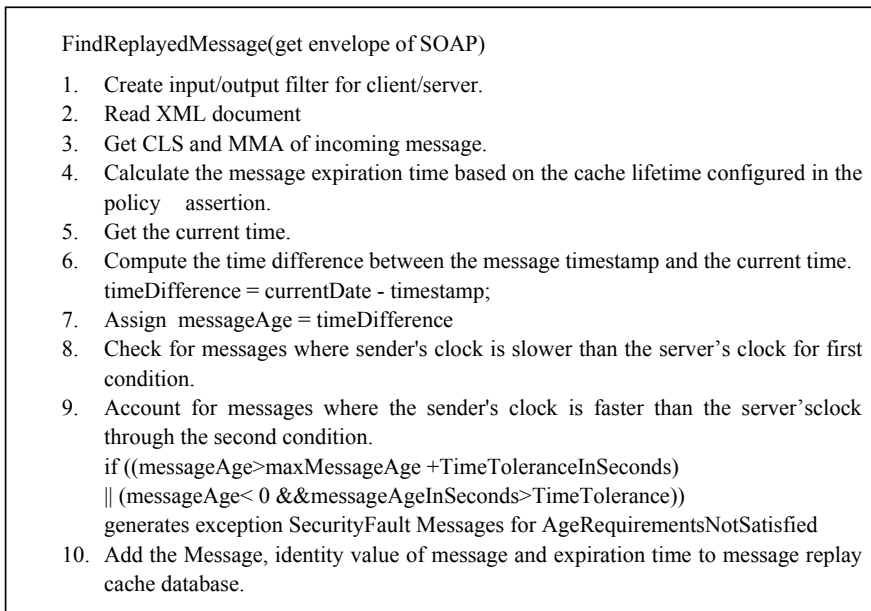 FindReplayedMessage(get envelope of SOAP)
1. Create input/output filter for client/server.
2. Read XML document
3. Get CLS and MMA of incoming message.
4. Calculate the message expiration time based on the cache lifetime configured in the
policy assertion.
5. Get the current time.
6. Compute the time difference between the message timestamp and the current time.
timeDifference = currentDate - timestamp;
7. Assign messageAge = timeDifference
8. Check for messages where sender's clock is slower than the server’s clock for first
condition.
9. Account for messages where the sender's clock is faster than the server’sclock
through the second condition.
if ((messageAge>maxMessageAge +TimeToleranceInSeconds)
|| (messageAge< 0 &&messageAgeInSeconds>TimeTolerance))
generates exception SecurityFault Messages for AgeRequirementsNotSatisfied
10. Add the Message, identity value of message and expiration time to message replay
cache database.